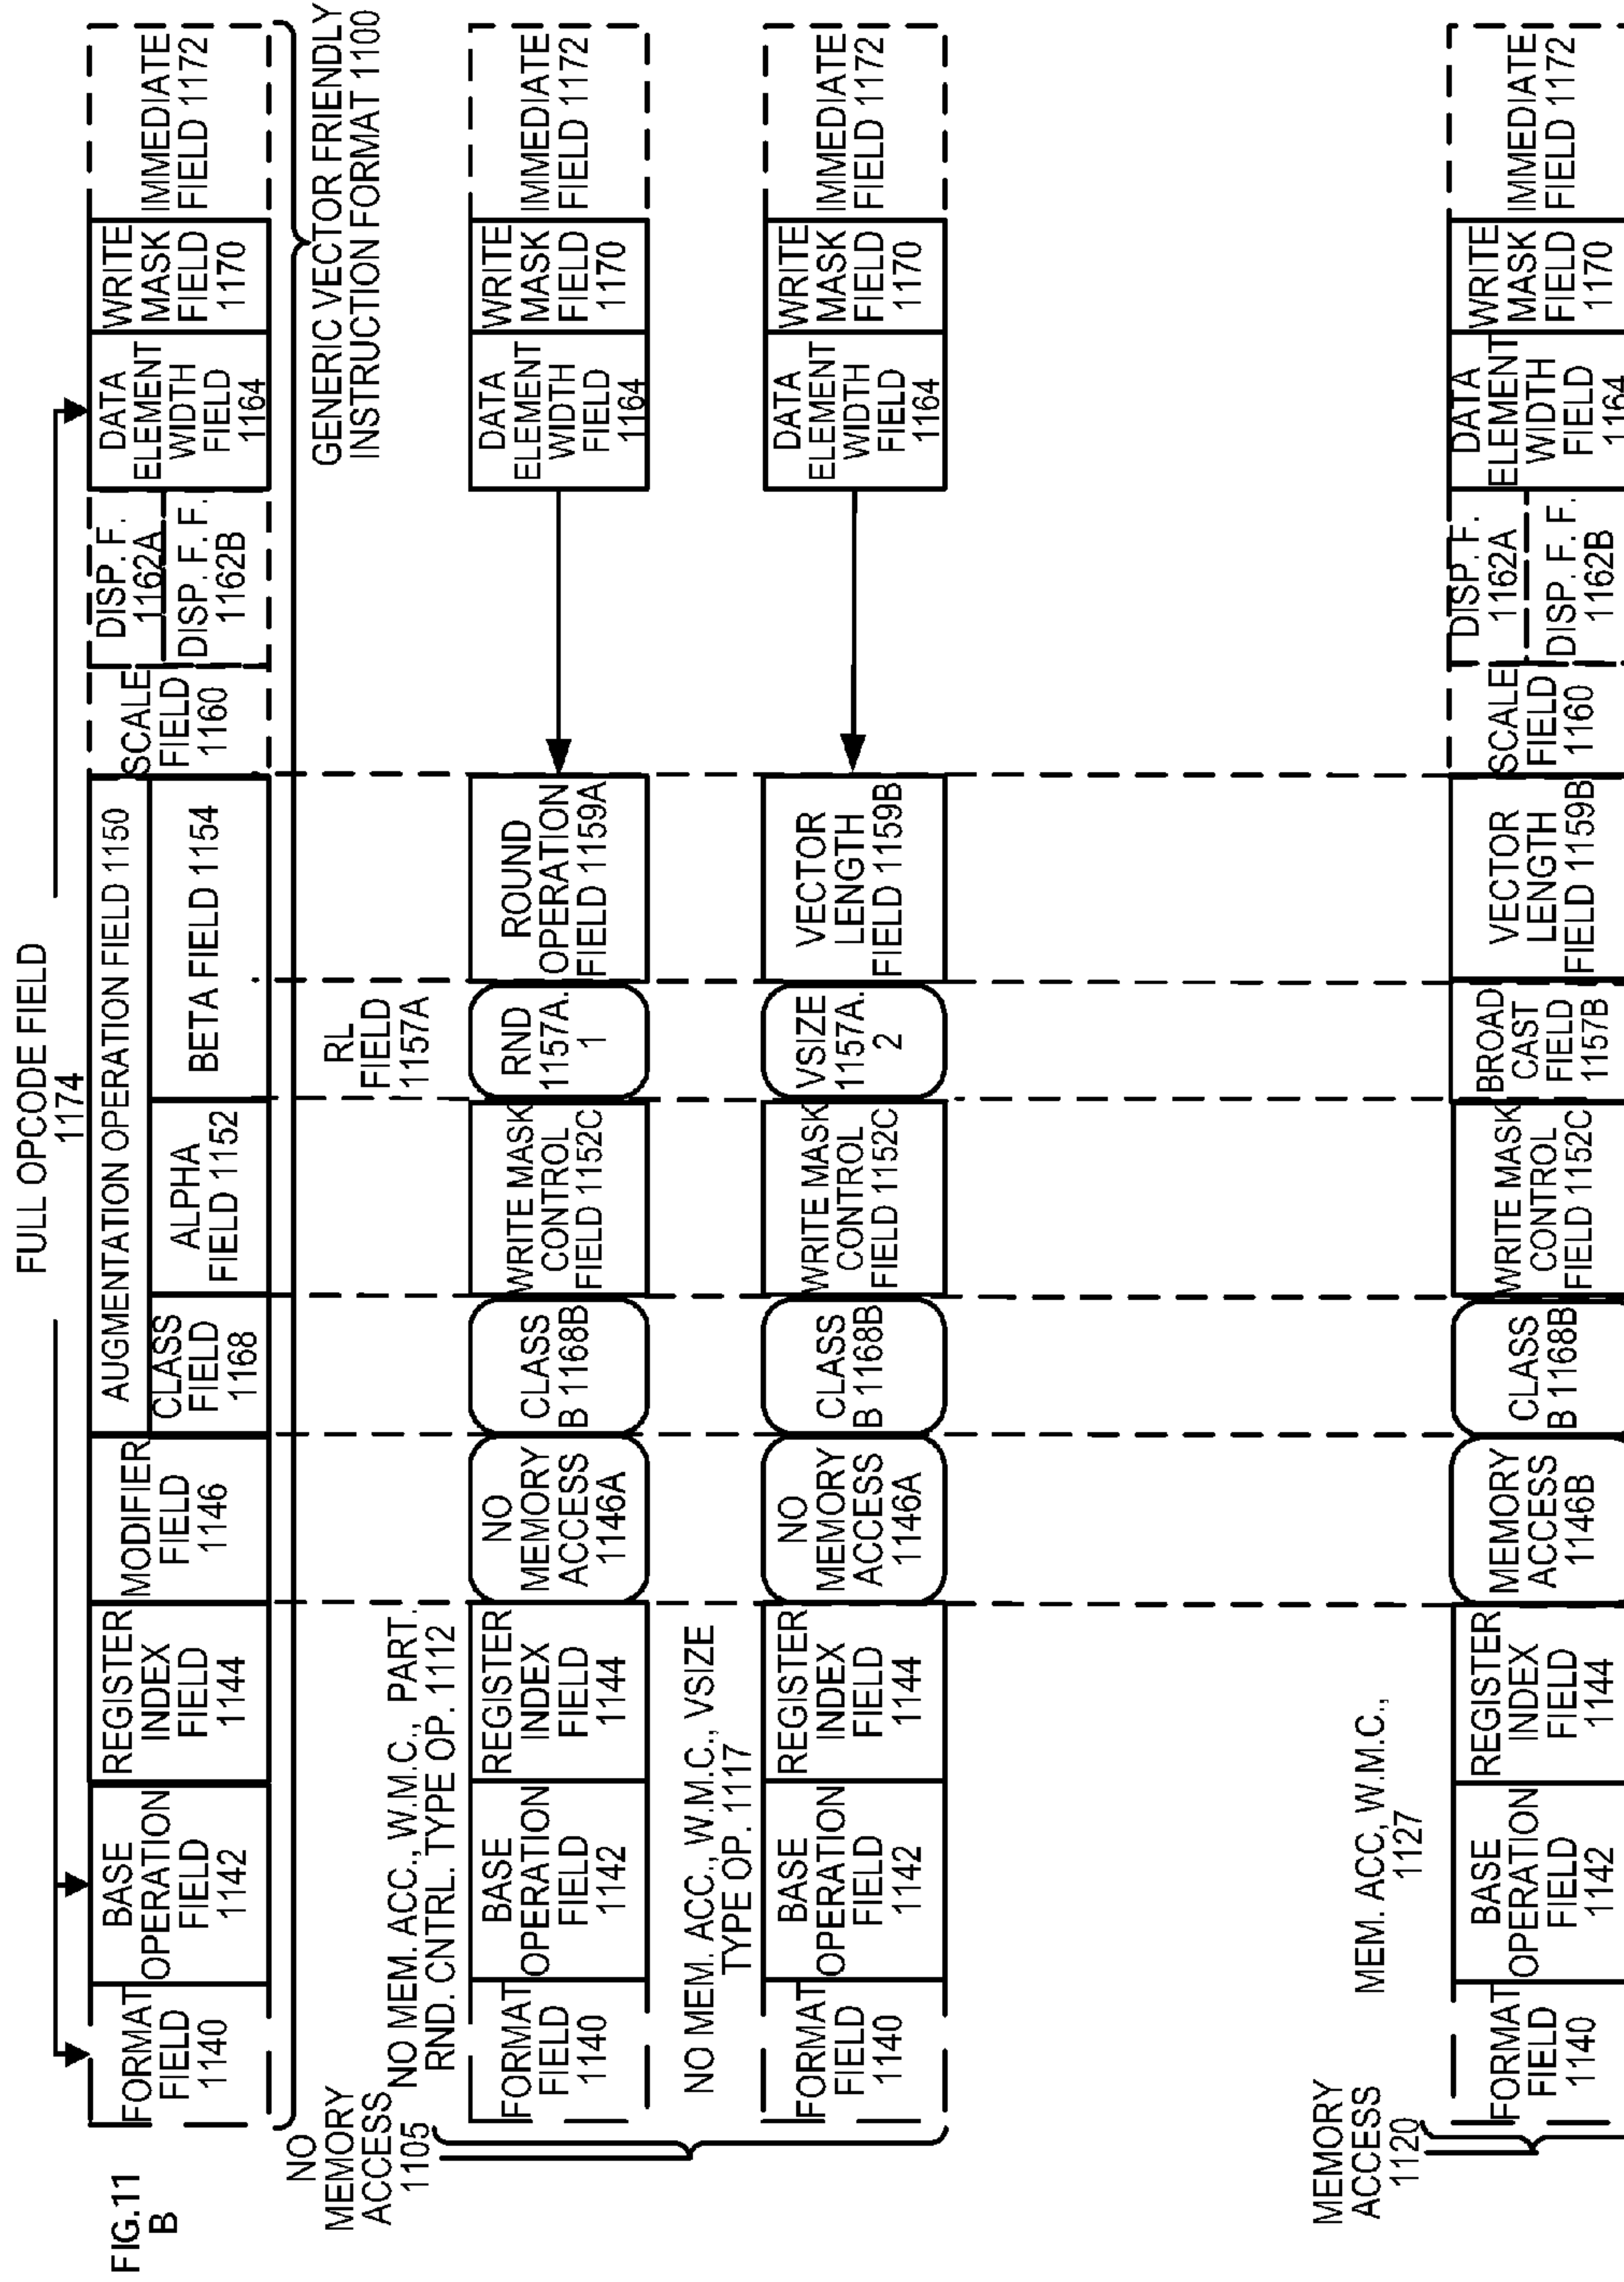 FIG.11
B
FULL OPCODE FIELD
1174
FORMAT
FIELD
1140
BASE
OPERATION
FIELD
1142
REGISTER
INDEX
FIELD
1144
MODIFIER
FIELD
1146
AUGMENTATION OPERATION FIELD 1150
CLASS
FIELD
1168
ALPHA
FIELD 1152
BETA FIELD 1154
SCALE
FIELD
1160
DISP. F.
1162A
DISP. F. F.
1162B
DATA
ELEMENT
WIDTH
FIELD
1164
WRITE
MASK
FIELD
1170
IMMEDIATE
FIELD 1172
GENERIC VECTOR FRIENDLY
INSTRUCTION FORMAT 1100
NO
MEMORY
ACCESS
1105
NO MEM. ACC., W.M.C., PART.
RND. CNTRL. TYPE OP. 1112
RL
FIELD
1157A
FORMAT
FIELD
1140
BASE
OPERATION
FIELD
1142
REGISTER
INDEX
FIELD
1144
NO
MEMORY
ACCESS
1146A
CLASS
B 1168B
WRITE MASK
CONTROL
FIELD 1152C
RND
1157A.
1
ROUND
OPERATION
FIELD 1159A
DATA
ELEMENT
WIDTH
FIELD
1164
WRITE
MASK
FIELD
1170
IMMEDIATE
FIELD 1172
NO MEM. ACC., W.M.C., VSIZE
TYPE OP. 1117
FORMAT
FIELD
1140
BASE
OPERATION
FIELD
1142
REGISTER
INDEX
FIELD
1144
NO
MEMORY
ACCESS
1146A
CLASS
B 1168B
WRITE MASK
CONTROL
FIELD 1152C
VSIZE
1157A.
2
VECTOR
LENGTH
FIELD 1159B
DATA
ELEMENT
WIDTH
FIELD
1164
WRITE
MASK
FIELD
1170
IMMEDIATE
FIELD 1172
MEMORY
ACCESS
1120
MEM. ACC, W.M.C.,
1127
FORMAT
FIELD
1140
BASE
OPERATION
FIELD
1142
REGISTER
INDEX
FIELD
1144
MEMORY
ACCESS
1146B
CLASS
B 1168B
WRITE MASK
CONTROL
FIELD 1152C
BROAD
CAST
FIELD
1157B
VECTOR
LENGTH
FIELD 1159B
SCALE
FIELD
1160
DISP. F.
1162A
DISP. F. F.
1162B
DATA
ELEMENT
WIDTH
FIELD
1164
WRITE
MASK
FIELD
1170
IMMEDIATE
FIELD 1172